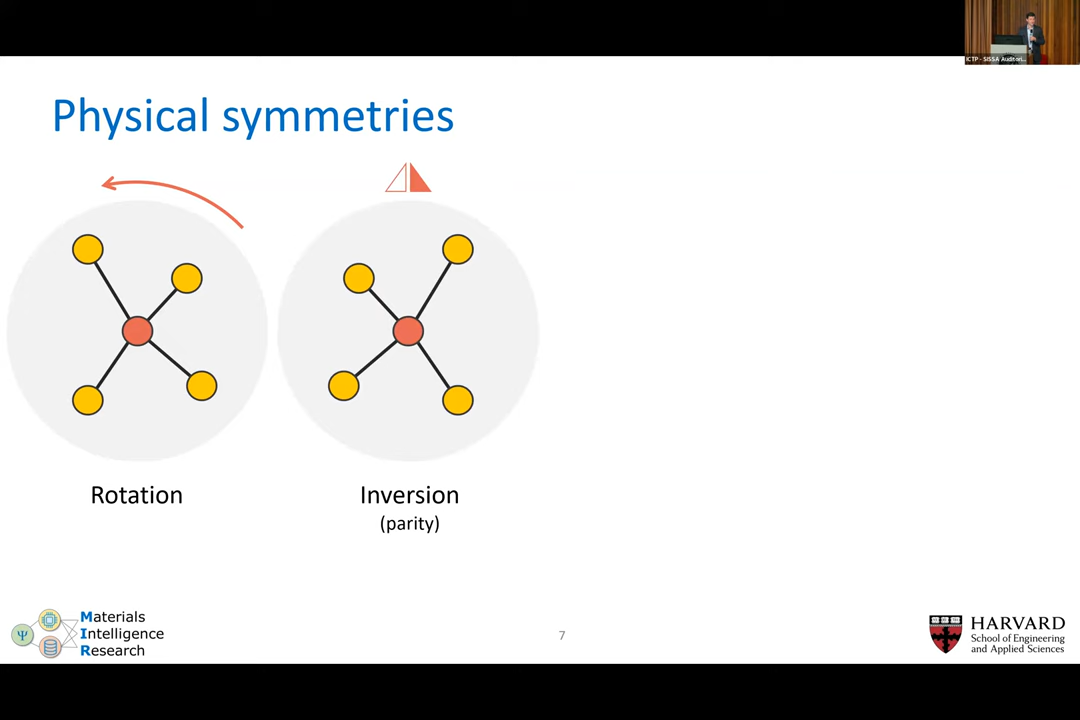 ICTP - SISSA Auditori...
Physical symmetries
Rotation
Inversion
(parity)
Ψ
Materials
Intelligence
Research
7
HARVARD
School of Engineering
and Applied Sciences